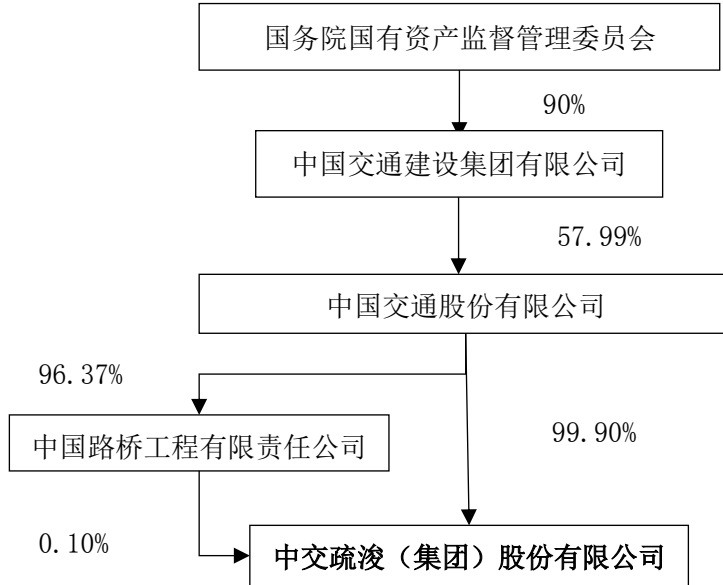 国务院国有资产监督管理委员会
90%
中国交通建设集团有限公司
57.99%
中国交通股份有限公司
96.37%
99.90%
中国路桥工程有限责任公司
0.10%
中交疏浚（集团）股份有限公司